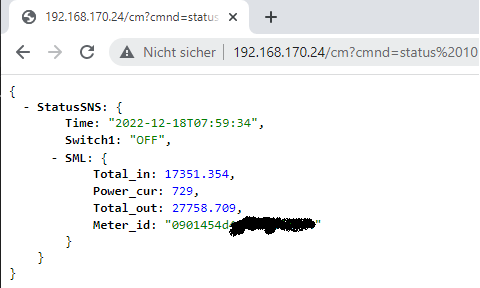 192.168.170.24/cm?cmnd=status
Nicht sicher | 192.168.170.24/cm?cmnd=status%2010
{
- StatusSNS: {
Time: "2022-12-18T07:59:34",
Switch1: "OFF",
- SML: {
Total_in: 17351.354,
Power_cur: 729,
Total_out: 27758.709,
Meter_id: "0901454d"
}
}
}